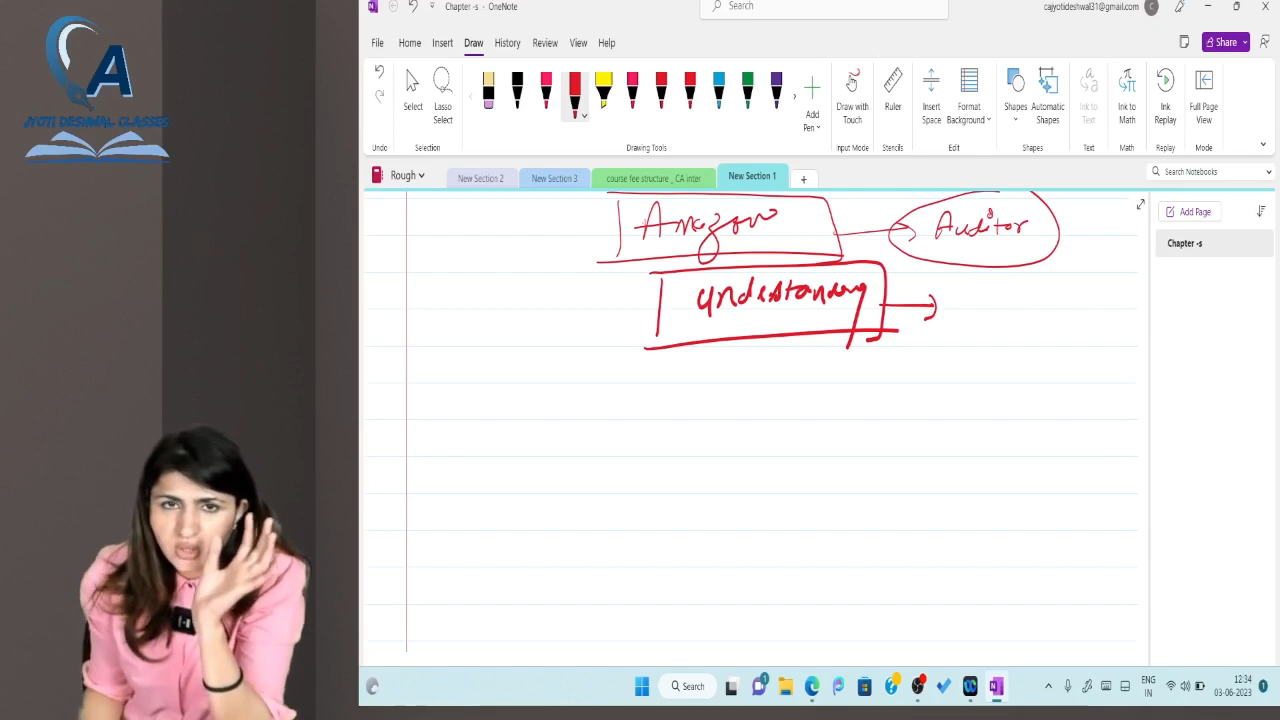 CA
JYOTI DESHWAL CLASSES
Chapter -s - OneNote
Search
cajyotideshwal31@gmail.com
C
File Home Insert Draw History Review View Help
Share
Undo
Select
Lasso Select
Selection
Drawing Tools
Add Pen
Draw with Touch
Input Mode
Ruler
Stencils
Insert Space
Format Background
Edit
Shapes
Automatic Shapes
Shapes
Ink to Text
Text
Ink to Math
Math
Ink Replay
Replay
Full Page View
Mode
Rough
New Section 2
New Section 3
course fee structure _ CA inter
New Section 1
+
Search Notebooks
Add Page
Chapter -s
Amazon
Auditor
Understanding
Search
ENG
IN
12:34
03-06-2023